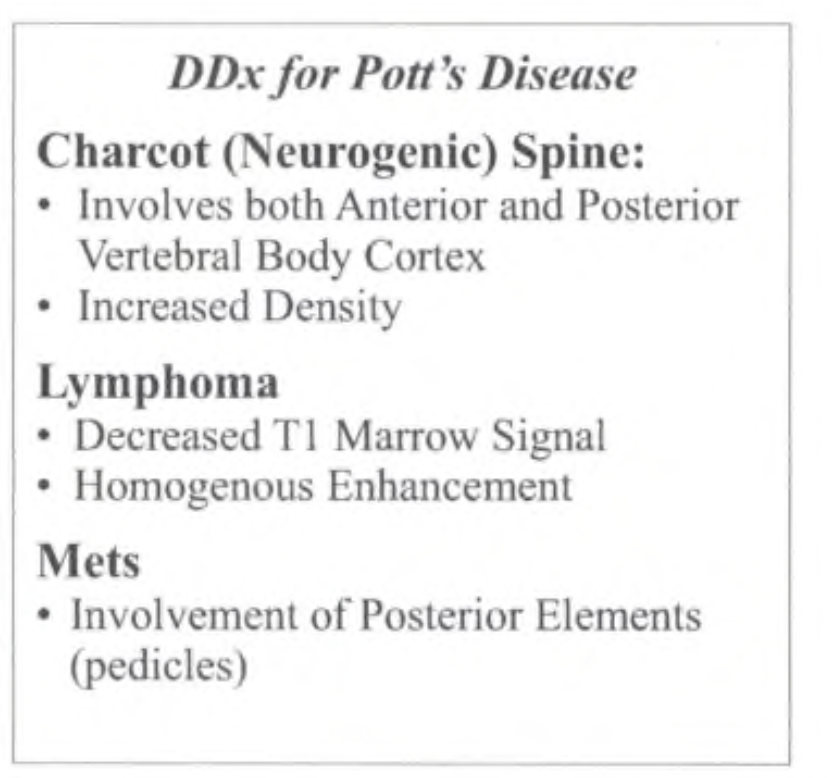 DDx for Pott's Disease
Charcot (Neurogenic) Spine:
• Involves both Anterior and Posterior
Vertebral Body Cortex
• Increased Density
Lymphoma
• Decreased T1 Marrow Signal
• Homogenous Enhancement
Mets
• Involvement of Posterior Elements
(pedicles)